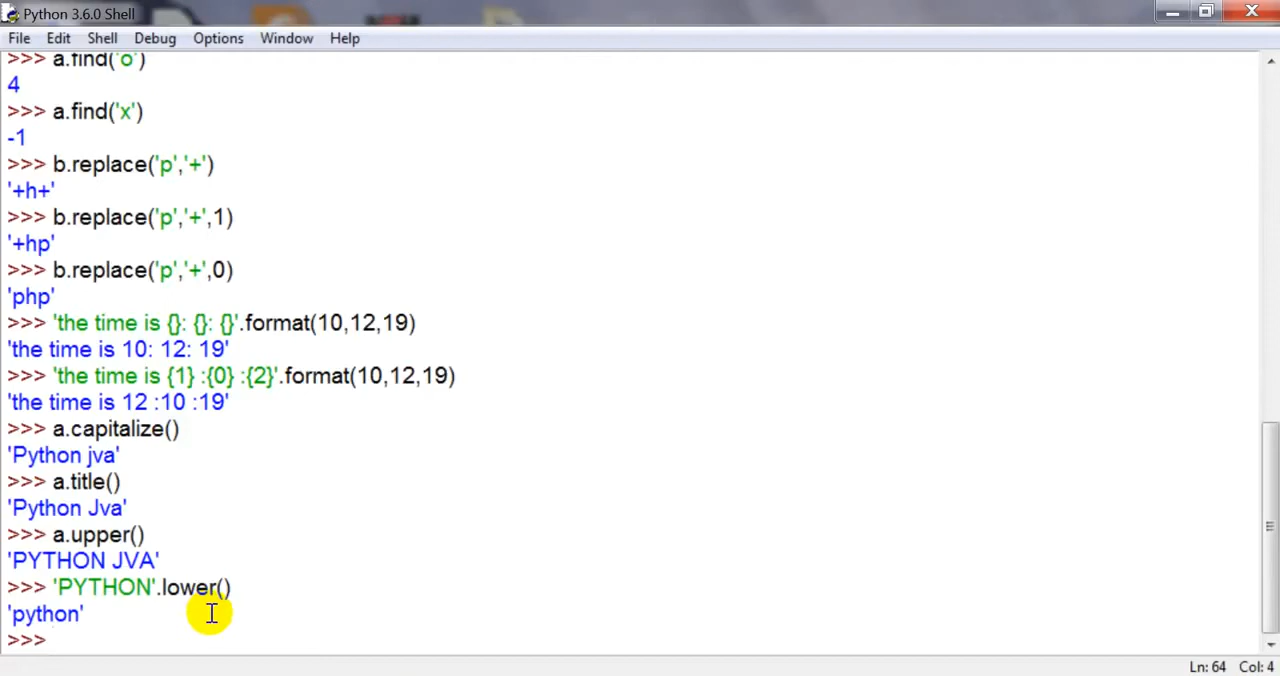 Python 3.6.0 Shell
File Edit Shell Debug Options Window Help
>>> a.find('o')
4
>>> a.find('x')
-1
>>> b.replace('p','+')
'+h+'
>>> b.replace('p','+',1)
'+hp'
>>> b.replace('p','+',0)
'php'
>>> 'the time is {}: {}: {}'.format(10,12,19)
'the time is 10: 12: 19'
>>> 'the time is {1} :{0} :{2}'.format(10,12,19)
'the time is 12 :10 :19'
>>> a.capitalize()
'Python jva'
>>> a.title()
'Python Jva'
>>> a.upper()
'PYTHON JVA'
>>> 'PYTHON'.lower()
'python'
>>>
Ln: 64 Col: 4